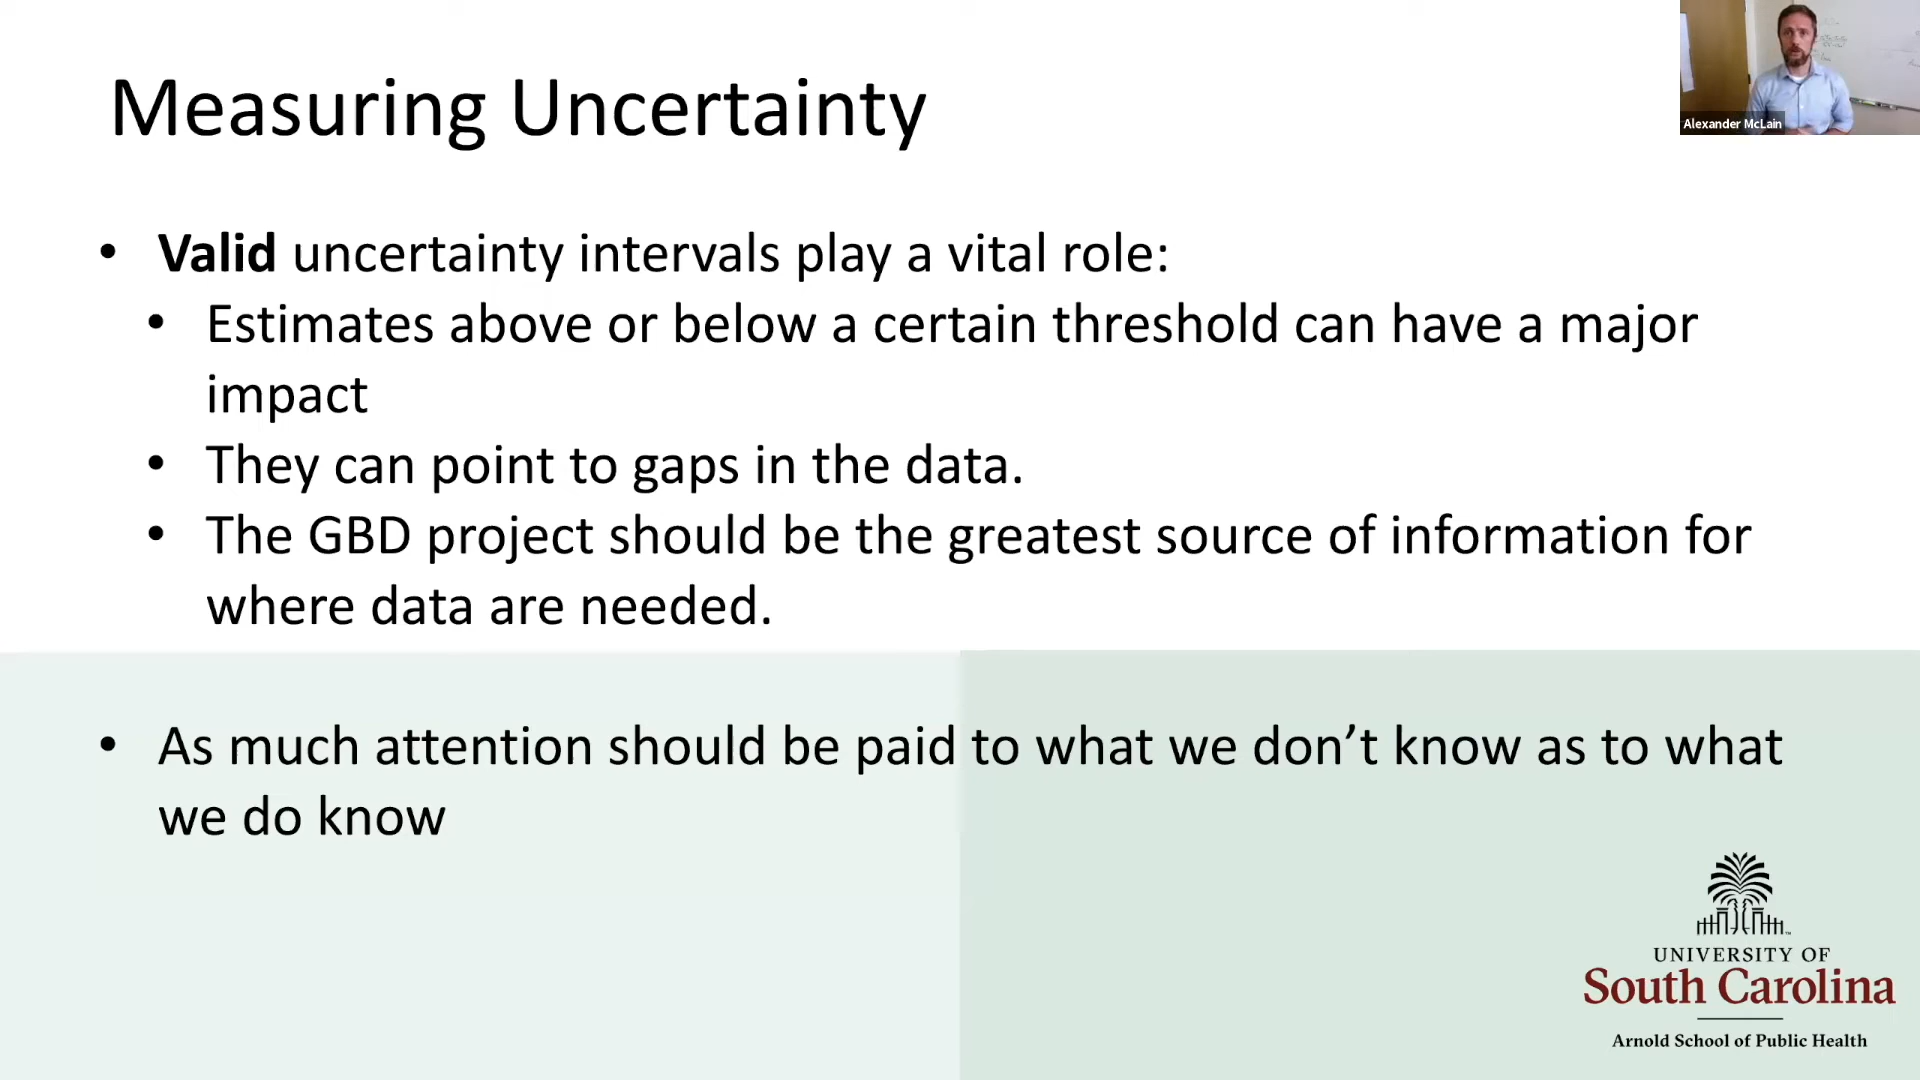 Measuring Uncertainty
Alexander McLain
• Valid uncertainty intervals play a vital role:
• Estimates above or below a certain threshold can have a major
impact
• They can point to gaps in the data.
• The GBD project should be the greatest source of information for
where data are needed.
• As much attention should be paid to what we don’t know as to what
we do know
UNIVERSITY OF
South Carolina
Arnold School of Public Health